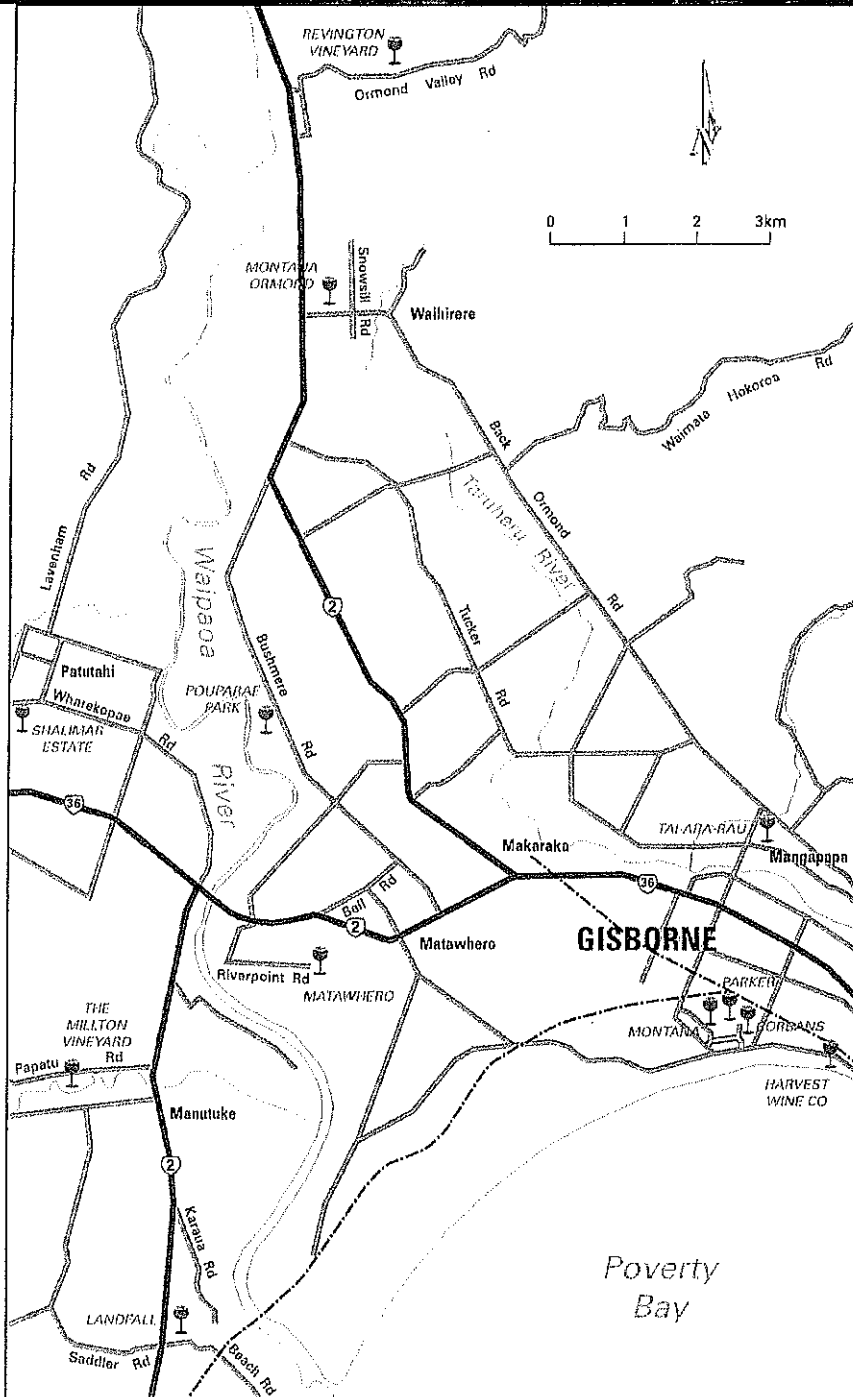 REVINGTON
VINEYARD
Ormond Valley Rd
N
0 1 2 3km
MONTANA
ORMOND
Snowsill Rd
Waihirere
Waimata Hokoroa Rd
Back Ormond Rd
Taruheru River
Lavenham Rd
Waipaoa River
2
Tucker Rd
Bushmere Rd
Patutahi
POUPARAE
PARK
Wharekopae Rd
SHALIMAR
ESTATE
36
TAI-ARA-RAU
Makaraka
Mangapapa
36
Bell Rd
2
Matawhero
GISBORNE
Riverpoint Rd
MATAWHERO
PARKER
MONTANA
CORBANS
THE
MILLTON
VINEYARD
Papatu Rd
HARVEST
WINE CO
Manutuke
2
Karaua Rd
Poverty
Bay
LANDFALL
Saddler Rd
Beach Rd